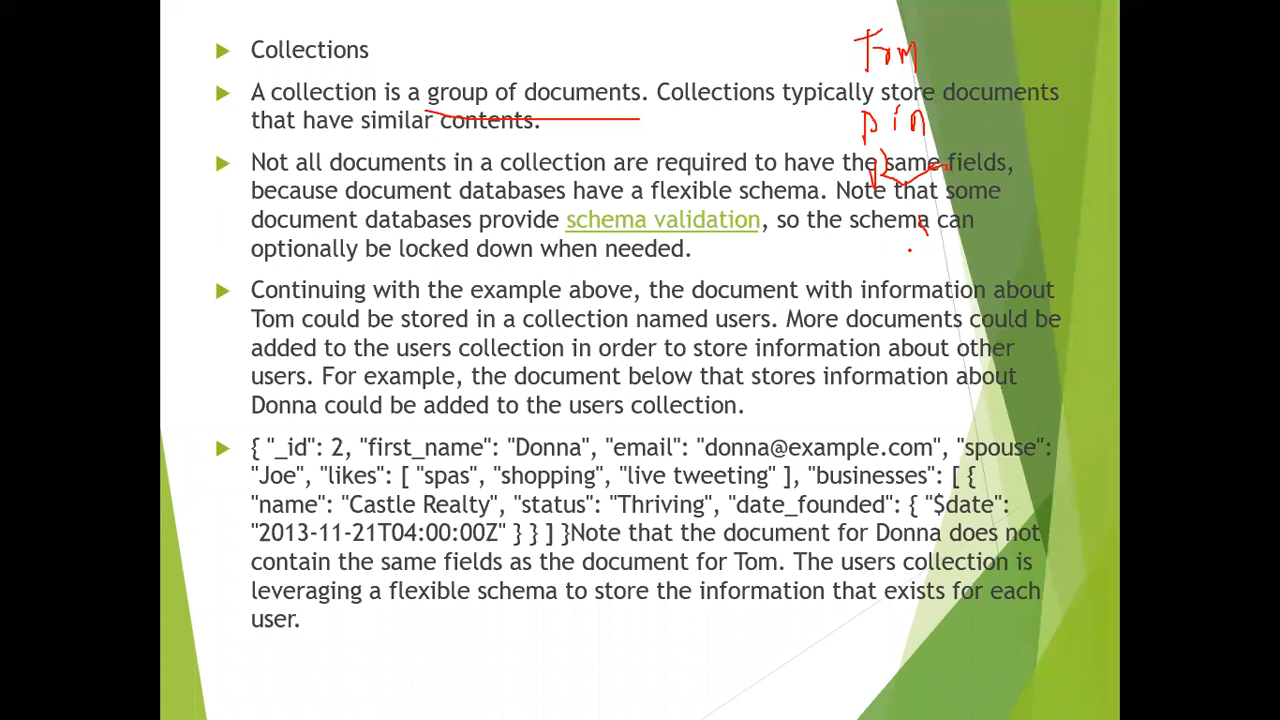 Collections
Tom
A collection is a group of documents. Collections typically store documents
that have similar contents.
pin
Not all documents in a collection are required to have the same fields,
because document databases have a flexible schema. Note that some
document databases provide schema validation, so the schema can
optionally be locked down when needed.
Continuing with the example above, the document with information about
Tom could be stored in a collection named users. More documents could be
added to the users collection in order to store information about other
users. For example, the document below that stores information about
Donna could be added to the users collection.
{ "_id": 2, "first_name": "Donna", "email": "donna@example.com", "spouse":
"Joe", "likes": [ "spas", "shopping", "live tweeting" ], "businesses": [ {
"name": "Castle Realty", "status": "Thriving", "date_founded": { "$date":
"2013-11-21T04:00:00Z" } } ] }Note that the document for Donna does not
contain the same fields as the document for Tom. The users collection is
leveraging a flexible schema to store the information that exists for each
user.